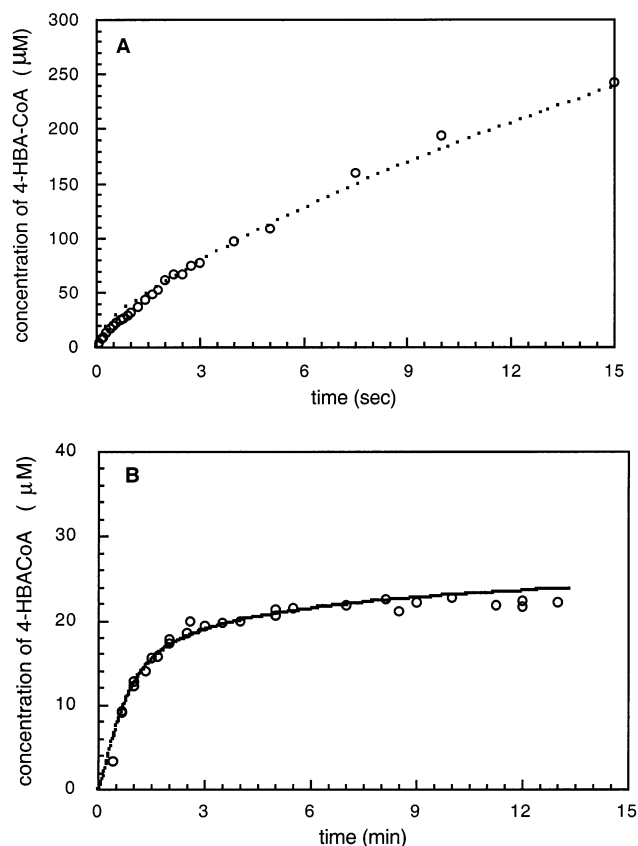 A
300
250
200
150
100
50
0
concentration of 4-HBA-CoA ( μM)
0 3 6 9 12 15
time (sec)
B
40
30
20
10
0
concentration of 4-HBACoA ( μM)
0 3 6 9 12 15
time (min)